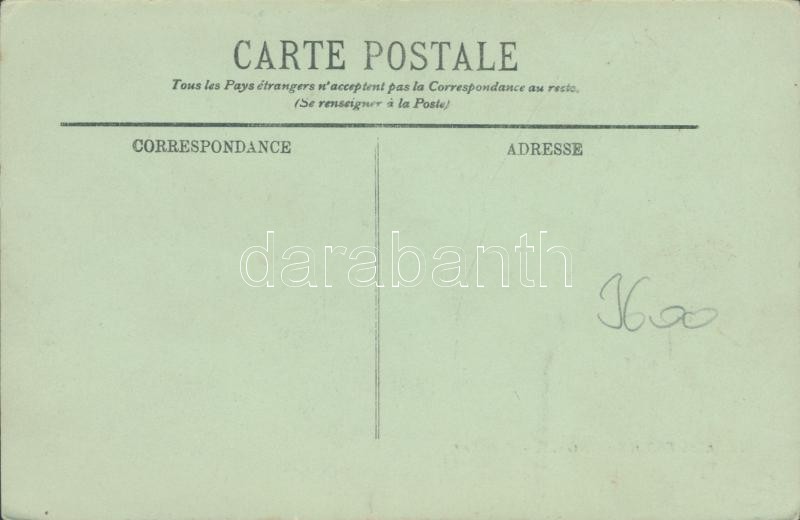 CARTE POSTALE
Tous les Pays étrangers n'acceptent pas la Correspondance au recto.
(Se renseigner à la Poste)
CORRESPONDANCE
ADRESSE
darabanth
3600